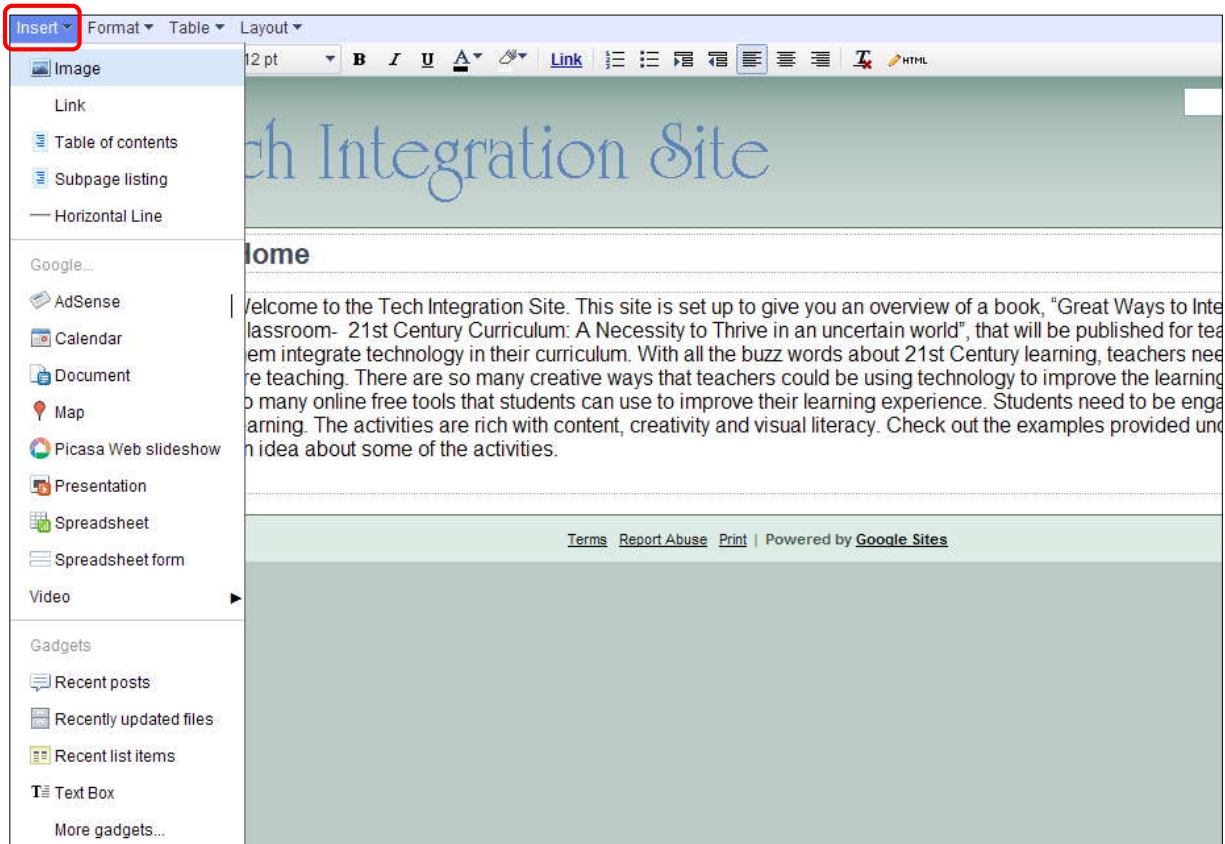 Insert Format Table Layout
12 pt B I U A Link HTML
Image
Link
Table of contents
Subpage listing
Horizontal Line
Google...
AdSense
Calendar
Document
Map
Picasa Web slideshow
Presentation
Spreadsheet
Spreadsheet form
Video
Gadgets
Recent posts
Recently updated files
Recent list items
Text Box
More gadgets...
ch Integration Site
ome
elcome to the Tech Integration Site. This site is set up to give you an overview of a book, “Great Ways to Inte
lassroom- 21st Century Curriculum: A Necessity to Thrive in an uncertain world”, that will be published for tea
em integrate technology in their curriculum. With all the buzz words about 21st Century learning, teachers nee
re teaching. There are so many creative ways that teachers could be using technology to improve the learning
o many online free tools that students can use to improve their learning experience. Students need to be enga
arning. The activities are rich with content, creativity and visual literacy. Check out the examples provided und
n idea about some of the activities.
Terms Report Abuse Print | Powered by Google Sites